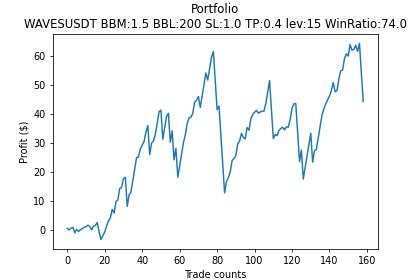 Portfolio
WAVESUSDT BBM:1.5 BBL:200 SL:1.0 TP:0.4 lev:15 WinRatio:74.0
Profit ($)
60
50
40
30
20
10
0
0 20 40 60 80 100 120 140 160
Trade counts